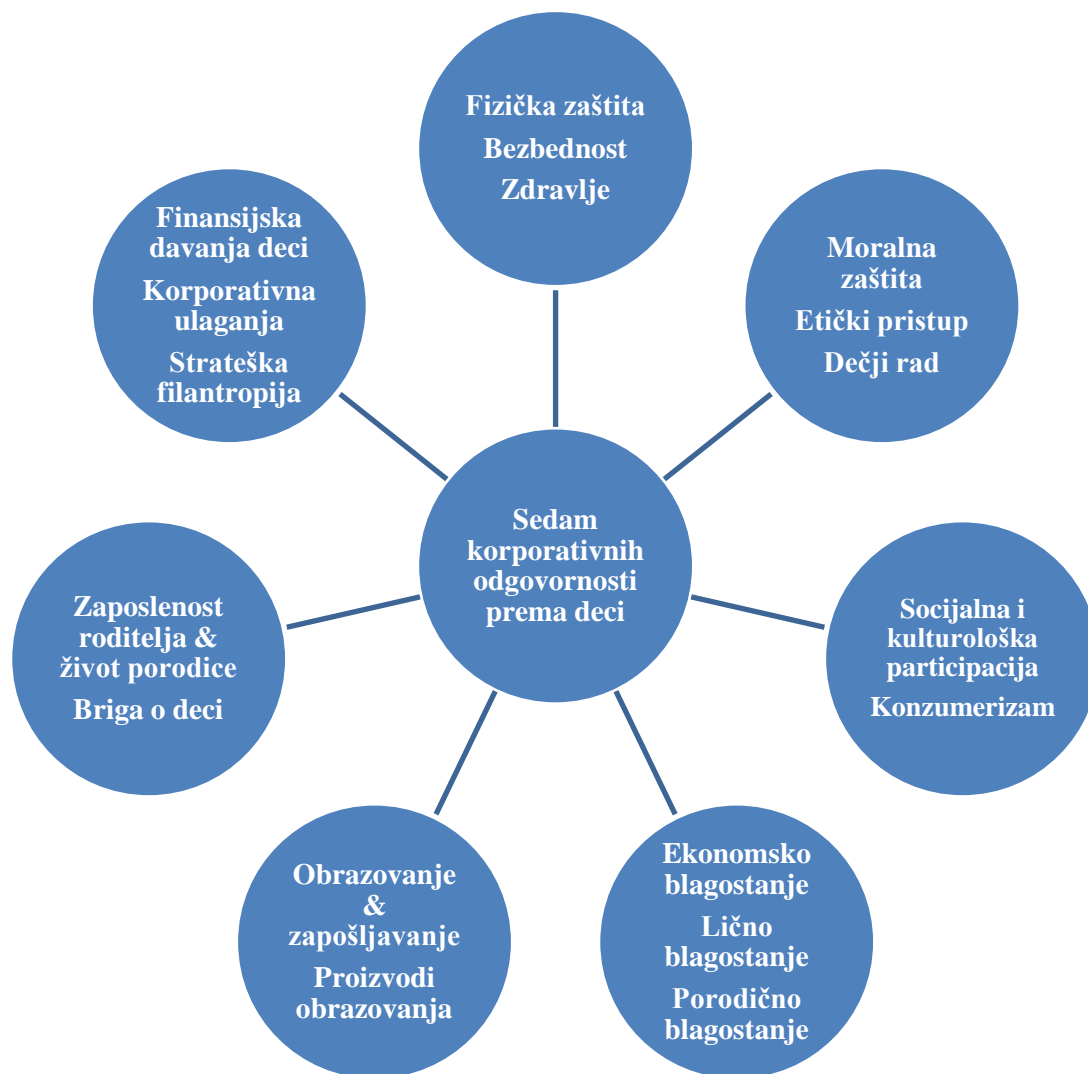 Fizička zaštita
Bezbednost
Zdravlje
Moralna
zaštita
Etički pristup
Dečji rad
Socijalna i
kulturološka
participacija
Konzumerizam
Ekonomsko
blagostanje
Lično
blagostanje
Porodično
blagostanje
Obrazovanje
&
zapošljavanje
Proizvodi
obrazovanja
Zaposlenost
roditelja &
život porodice
Briga o deci
Finansijska
davanja deci
Korporativna
ulaganja
Strateška
filantropija
Sedam
korporativnih
odgovornosti
prema deci